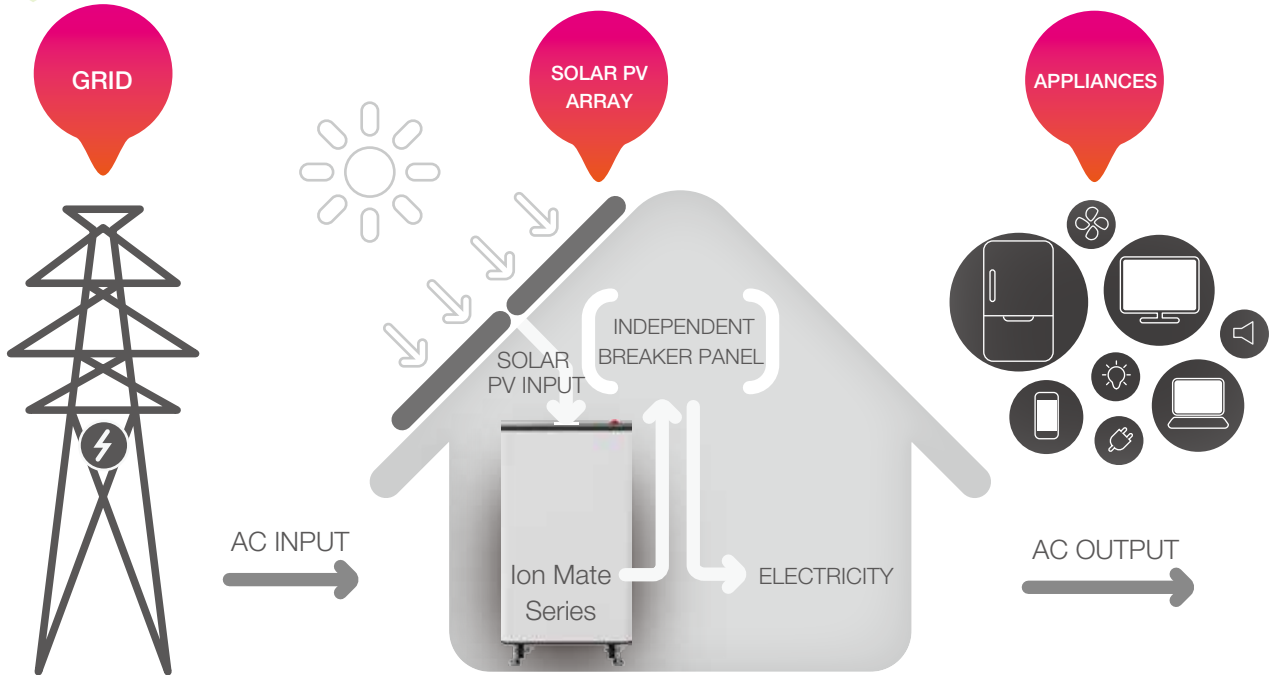 GRID
SOLAR PV
ARRAY
APPLIANCES
INDEPENDENT
BREAKER PANEL
SOLAR
PV INPUT
AC INPUT
Ion Mate
Series
ELECTRICITY
AC OUTPUT